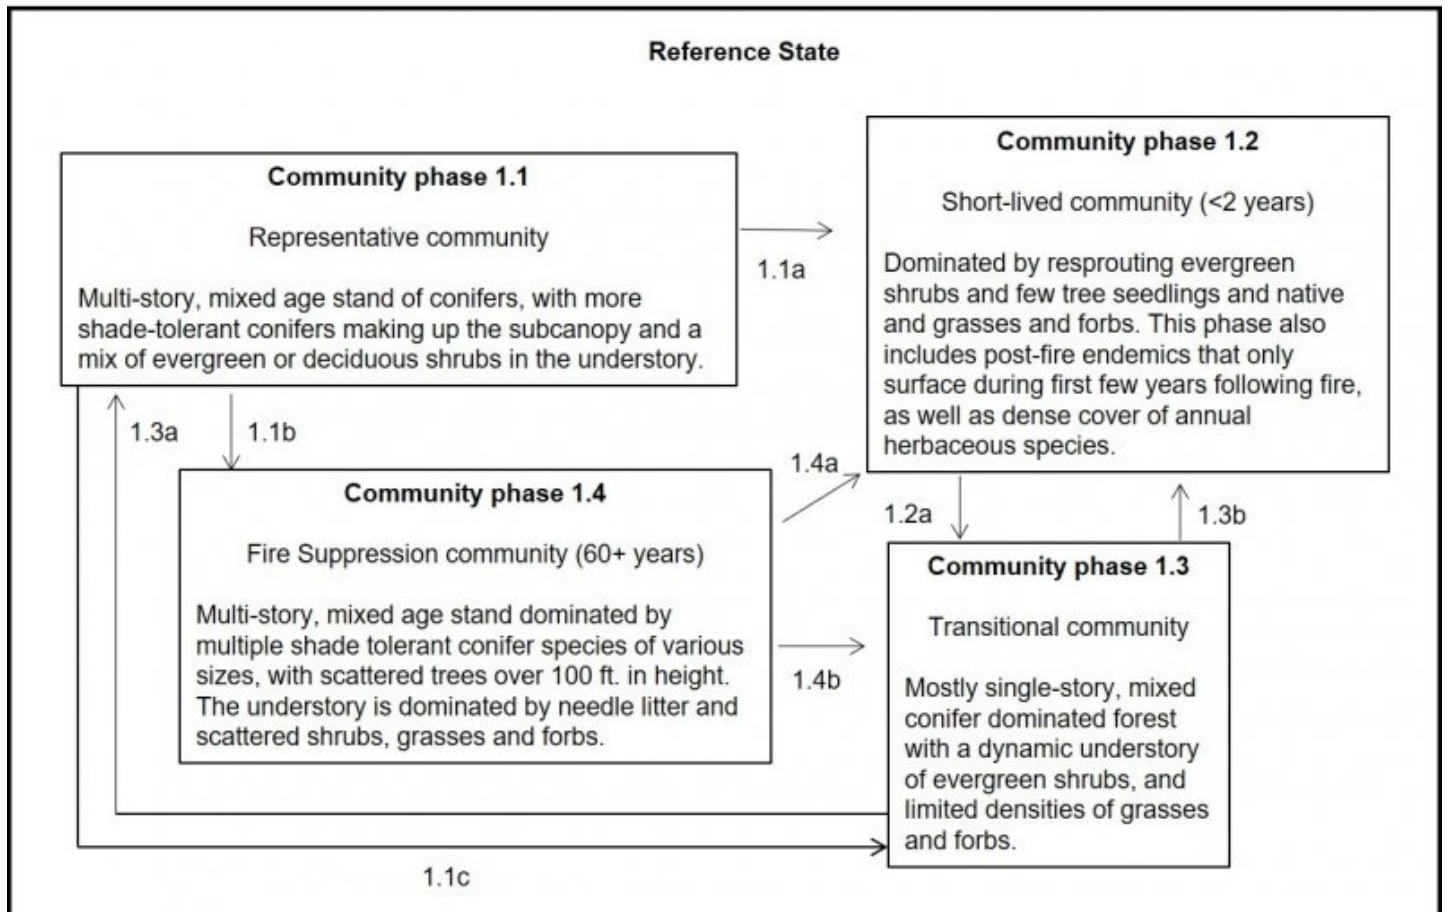 Reference State
Community phase 1.1
Representative community
Multi-story, mixed age stand of conifers, with more
shade-tolerant conifers making up the subcanopy and a
mix of evergreen or deciduous shrubs in the understory.
1.1a
Community phase 1.2
Short-lived community (<2 years)
Dominated by resprouting evergreen
shrubs and few tree seedlings and native
and grasses and forbs. This phase also
includes post-fire endemics that only
surface during first few years following fire,
as well as dense cover of annual
herbaceous species.
1.3a
1.1b
Community phase 1.4
Fire Suppression community (60+ years)
Multi-story, mixed age stand dominated by
multiple shade tolerant conifer species of various
sizes, with scattered trees over 100 ft. in height.
The understory is dominated by needle litter and
scattered shrubs, grasses and forbs.
1.4a
1.4b
1.2a
1.3b
Community phase 1.3
Transitional community
Mostly single-story, mixed
conifer dominated forest
with a dynamic understory
of evergreen shrubs, and
limited densities of grasses
and forbs.
1.1c